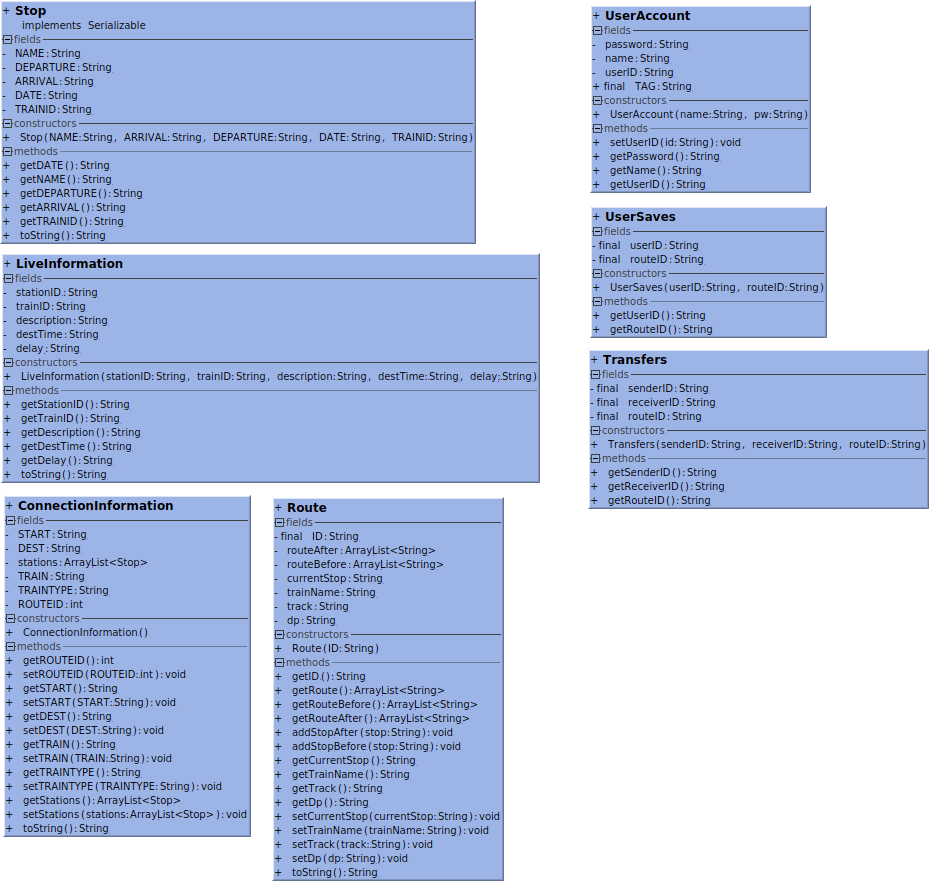 + Stop
implements Serializable
fields
- NAME:String
- DEPARTURE:String
- ARRIVAL:String
- DATE:String
- TRAINID:String
constructors
+ Stop(NAME:String, ARRIVAL:String, DEPARTURE:String, DATE:String, TRAINID:String)
methods
+ getDATE():String
+ getNAME():String
+ getDEPARTURE():String
+ getARRIVAL():String
+ getTRAINID():String
+ toString():String
+ LiveInformation
fields
- stationID:String
- trainID:String
- description:String
- destTime:String
- delay:String
constructors
+ LiveInformation(stationID:String, trainID:String, description:String, destTime:String, delay:String)
methods
+ getStationID():String
+ getTrainID():String
+ getDescription():String
+ getDestTime():String
+ getDelay():String
+ toString():String
+ ConnectionInformation
fields
- START:String
- DEST:String
- stations:ArrayList<Stop>
- TRAIN:String
- TRAINTYPE:String
- ROUTEID:int
constructors
+ ConnectionInformation()
methods
+ getROUTEID():int
+ setROUTEID(ROUTEID:int):void
+ getSTART():String
+ setSTART(START:String):void
+ getDEST():String
+ setDEST(DEST:String):void
+ getTRAIN():String
+ setTRAIN(TRAIN:String):void
+ getTRAINTYPE():String
+ setTRAINTYPE(TRAINTYPE:String):void
+ getStations():ArrayList<Stop>
+ setStations(stations:ArrayList<Stop>):void
+ toString():String
+ Route
fields
- final ID:String
- routeAfter:ArrayList<String>
- routeBefore:ArrayList<String>
- currentStop:String
- trainName:String
- track:String
- dp:String
constructors
+ Route(ID:String)
methods
+ getID():String
+ getRoute():ArrayList<String>
+ getRouteBefore():ArrayList<String>
+ getRouteAfter():ArrayList<String>
+ addStopAfter(stop:String):void
+ addStopBefore(stop:String):void
+ getCurrentStop():String
+ getTrainName():String
+ getTrack():String
+ getDp():String
+ setCurrentStop(currentStop:String):void
+ setTrainName(trainName:String):void
+ setTrack(track:String):void
+ setDp(dp:String):void
+ toString():String
+ UserAccount
fields
- password:String
- name:String
- userID:String
+ final TAG:String
constructors
+ UserAccount(name:String, pw:String)
methods
+ setUserID(id:String):void
+ getPassword():String
+ getName():String
+ getUserID():String
+ UserSaves
fields
- final userID:String
- final routeID:String
constructors
+ UserSaves(userID:String, routeID:String)
methods
+ getUserID():String
+ getRouteID():String
+ Transfers
fields
- final senderID:String
- final receiverID:String
- final routeID:String
constructors
+ Transfers(senderID:String, receiverID:String, routeID:String)
methods
+ getSenderID():String
+ getReceiverID():String
+ getRouteID():String